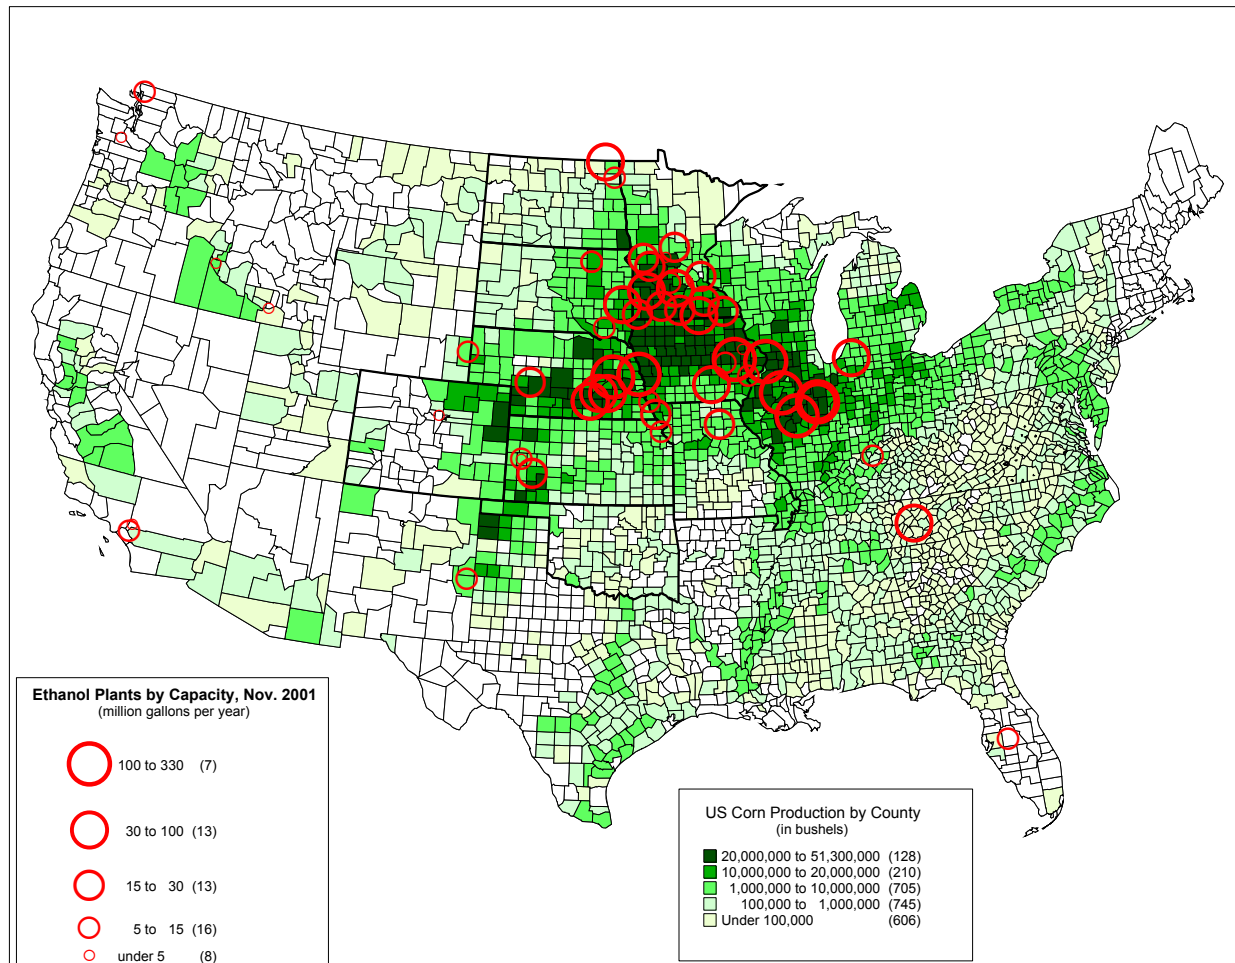 Ethanol Plants by Capacity, Nov. 2001
(million gallons per year)
100 to 330 (7)
30 to 100 (13)
15 to 30 (13)
5 to 15 (16)
under 5 (8)
US Corn Production by County
(in bushels)
20,000,000 to 51,300,000 (128)
10,000,000 to 20,000,000 (210)
1,000,000 to 10,000,000 (705)
100,000 to 1,000,000 (745)
Under 100,000 (606)